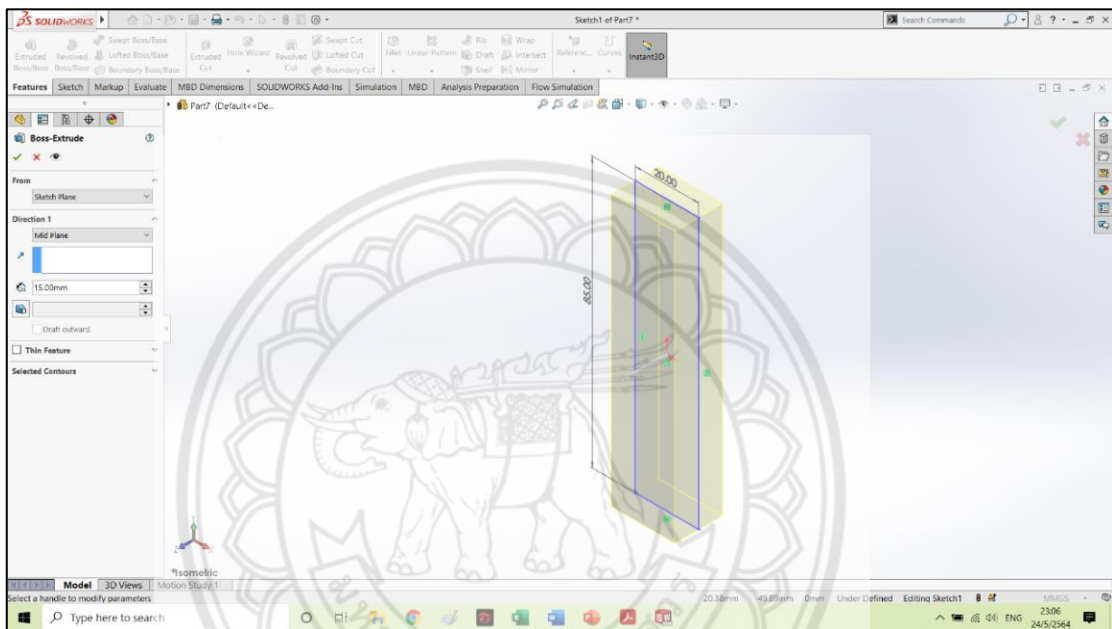 SOLIDWORKS
Sketch1 of Part7 *
Search Commands
Extruded Boss/Base
Revolved Boss/Base
Swept Boss/Base
Lofted Boss/Base
Boundary Boss/Base
Extruded Cut
Hole Wizard
Revolved Cut
Swept Cut
Lofted Cut
Boundary Cut
Fillet
Linear Pattern
Rib
Draft
Shell
Wrap
Intersect
Mirror
Referenc...
Curves
Instant3D
Features Sketch Markup Evaluate MBD Dimensions SOLIDWORKS Add-Ins Simulation MBD Analysis Preparation Flow Simulation
Part7 (Default<<De...
Boss-Extrude
From
Sketch Plane
Direction 1
Mid Plane
15.00mm
Draft outward
Thin Feature
Selected Contours
20.00
85.00
*Isometric
Model 3D Views Motion Study 1
Select a handle to modify parameters
20.38mm -49.89mm 0mm Under Defined Editing Sketch1 MMGS
Type here to search
ENG
23:06
24/5/2564